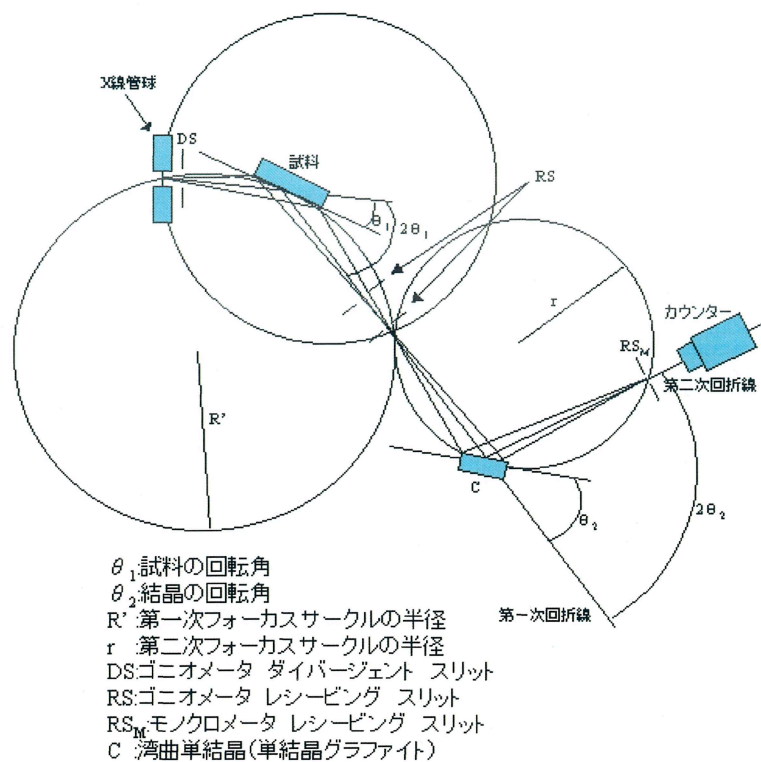 X線管球
DS
試料
RS
θ₁
2θ₁
r
カウンター
RS_M
第二次回折線
R'
C
θ₂
2θ₂
第一次回折線
θ₁:試料の回転角
θ₂:結晶の回転角
R':第一次フォーカスサークルの半径
r :第二次フォーカスサークルの半径
DS:ゴニオメータ ダイバージェント スリット
RS:ゴニオメータ レシービング スリット
RS_M:モノクロメータ レシービング スリット
C :湾曲単結晶(単結晶グラファイト)